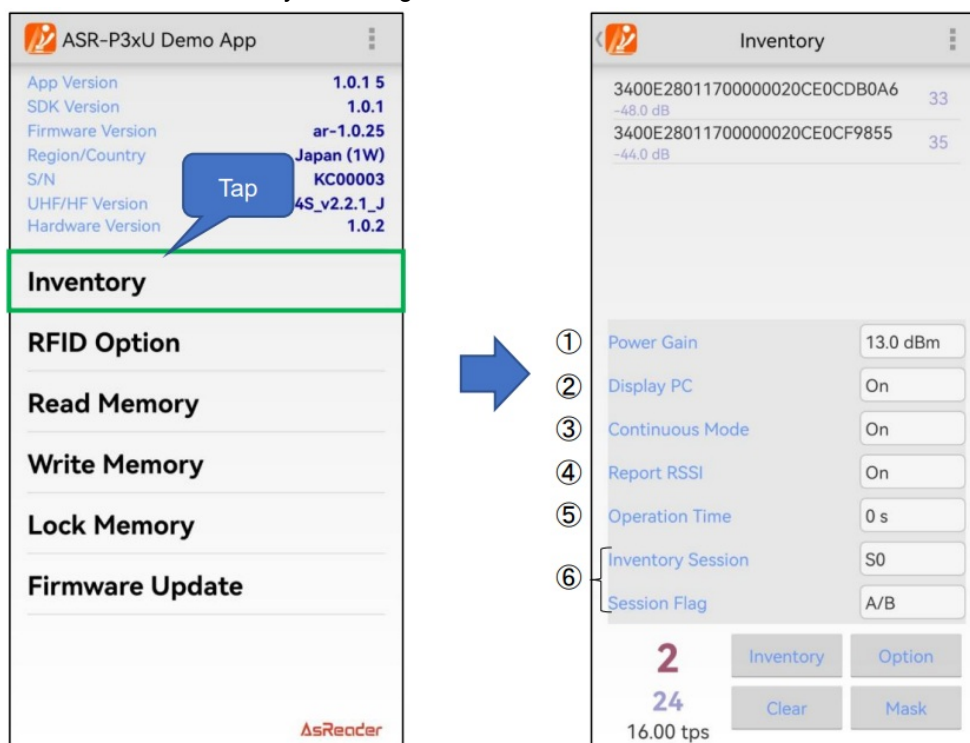 ASR-P3xU Demo App
App Version 1.0.1 5
SDK Version 1.0.1
Firmware Version ar-1.0.25
Region/Country Japan (1W)
S/N KC00003
UHF/HF Version 4S_v2.2.1_J
Hardware Version 1.0.2
Tap
Inventory
RFID Option
Read Memory
Write Memory
Lock Memory
Firmware Update
AsReader
Inventory
3400E28011700000020CE0CDB0A6 33
-48.0 dB
3400E28011700000020CE0CF9855 35
-44.0 dB
① Power Gain 13.0 dBm
② Display PC On
③ Continuous Mode On
④ Report RSSI On
⑤ Operation Time 0 s
⑥ Inventory Session S0
Session Flag A/B
2 Inventory Option
24 Clear Mask
16.00 tps